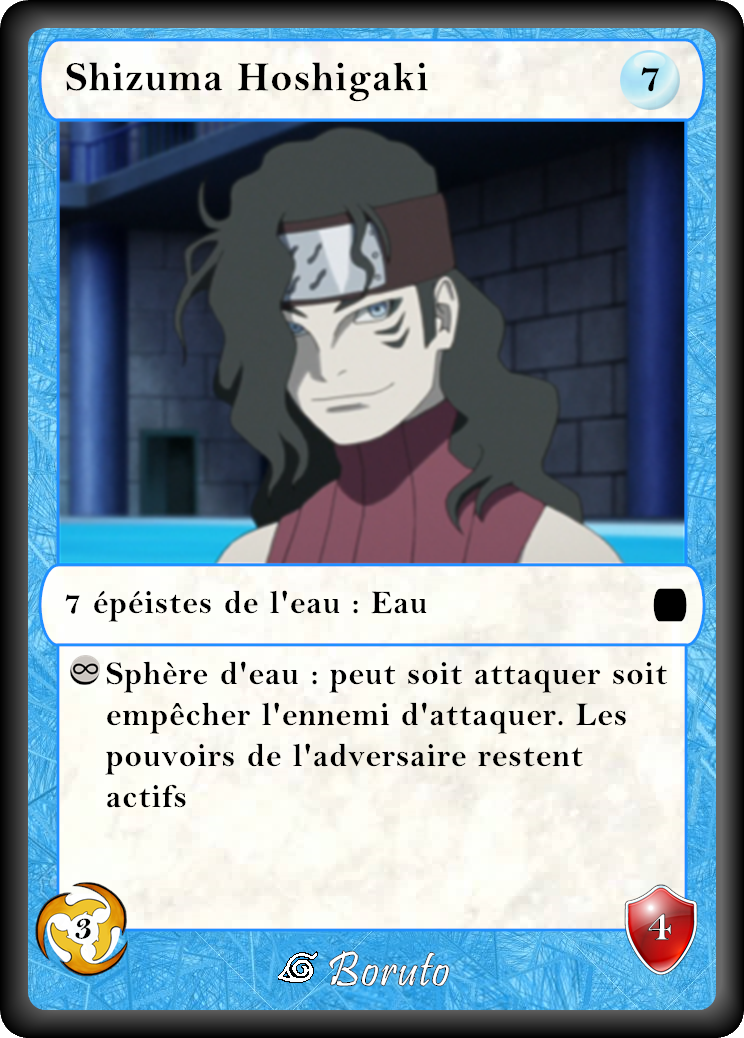 Shizuma Hoshigaki
7
7 épéistes de l'eau : Eau
∞ Sphère d'eau : peut soit attaquer soit
empêcher l'ennemi d'attaquer. Les
pouvoirs de l'adversaire restent
actifs
3
4
Boruto